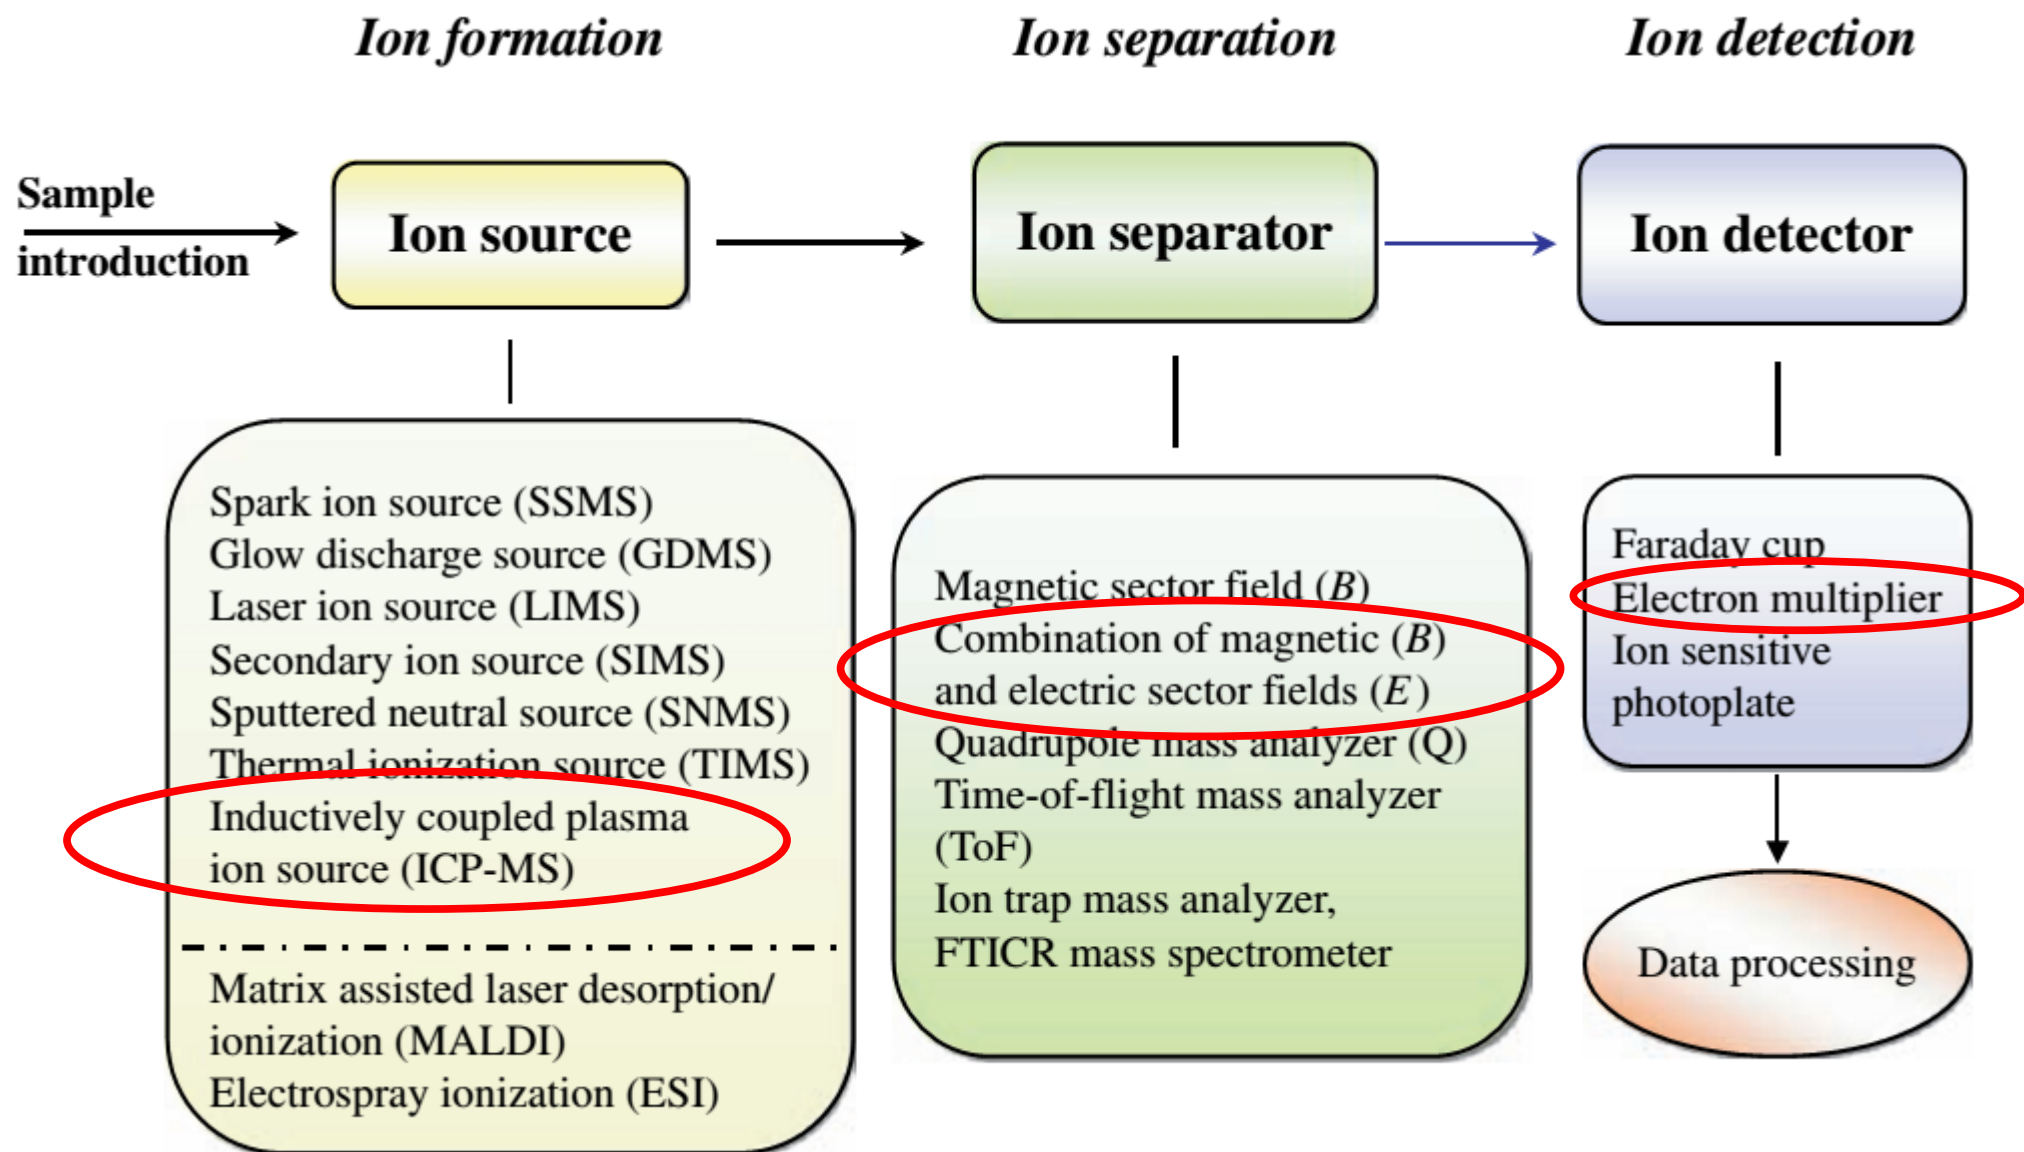 Ion formation
Ion separation
Ion detection
Sample
introduction
Ion source
Ion separator
Ion detector
Spark ion source (SSMS)
Glow discharge source (GDMS)
Laser ion source (LIMS)
Secondary ion source (SIMS)
Sputtered neutral source (SNMS)
Thermal ionization source (TIMS)
Inductively coupled plasma
ion source (ICP-MS)
Matrix assisted laser desorption/
ionization (MALDI)
Electrospray ionization (ESI)
Magnetic sector field (B)
Combination of magnetic (B)
and electric sector fields (E)
Quadrupole mass analyzer (Q)
Time-of-flight mass analyzer
(ToF)
Ion trap mass analyzer,
FTICR mass spectrometer
Faraday cup
Electron multiplier
Ion sensitive
photoplate
Data processing